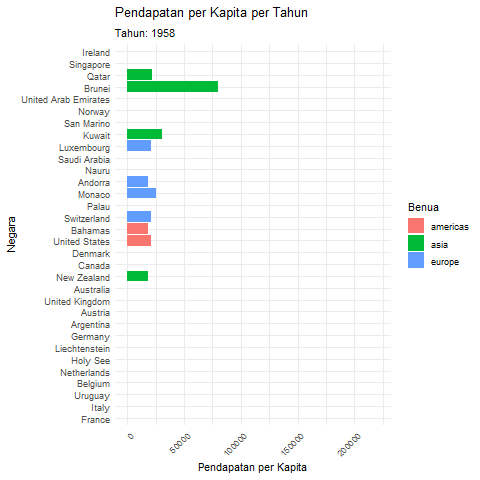 Pendapatan per Kapita per Tahun
Tahun: 1958
Ireland
Singapore
Qatar
Brunei
United Arab Emirates
Norway
San Marino
Kuwait
Luxembourg
Saudi Arabia
Nauru
Andorra
Monaco
Palau
Switzerland
Bahamas
United States
Denmark
Canada
New Zealand
Australia
United Kingdom
Austria
Argentina
Germany
Liechtenstein
Holy See
Netherlands
Belgium
Uruguay
Italy
France
Negara
0
50000
100000
150000
200000
Pendapatan per Kapita
Benua
americas
asia
europe